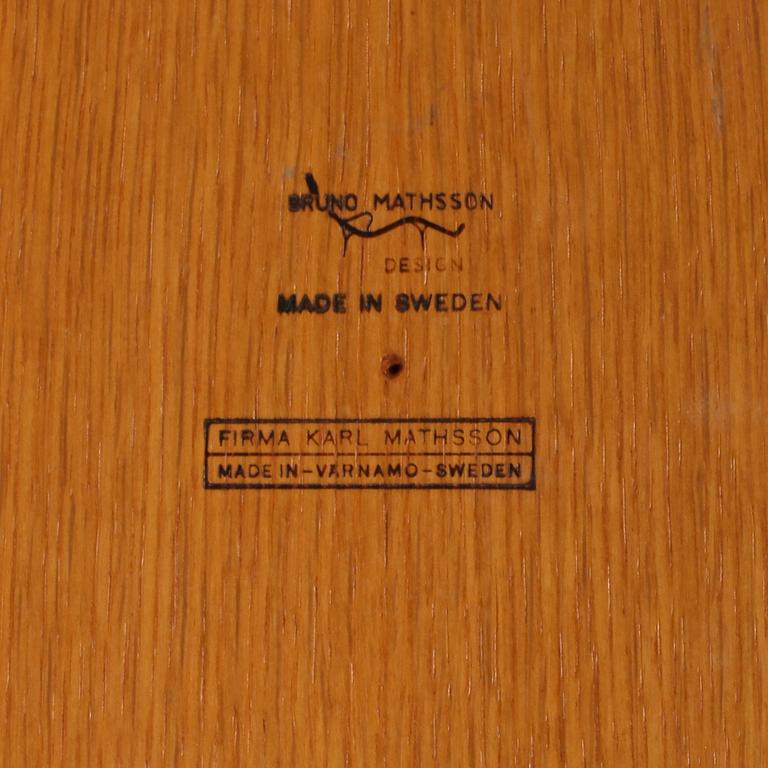 BRUNO MATHSSON
DESIGN
MADE IN SWEDEN
FIRMA KARL MATHSSON
MADE IN-VÄRNAMO-SWEDEN